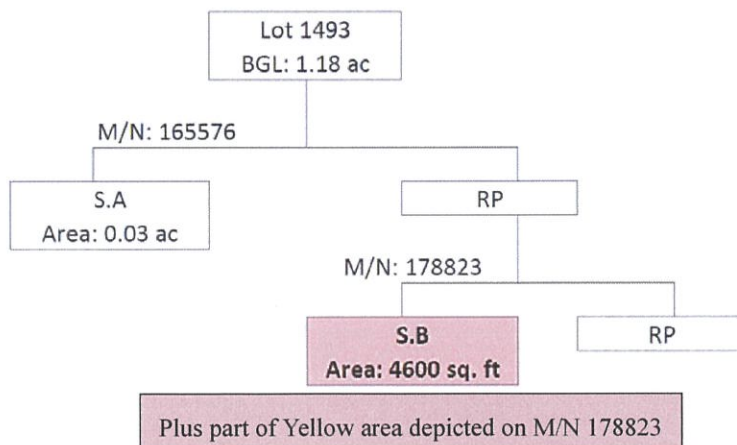 Lot 1493
BGL: 1.18 ac
M/N: 165576
S.A
Area: 0.03 ac
RP
M/N: 178823
S.B
Area: 4600 sq. ft
RP
Plus part of Yellow area depicted on M/N 178823